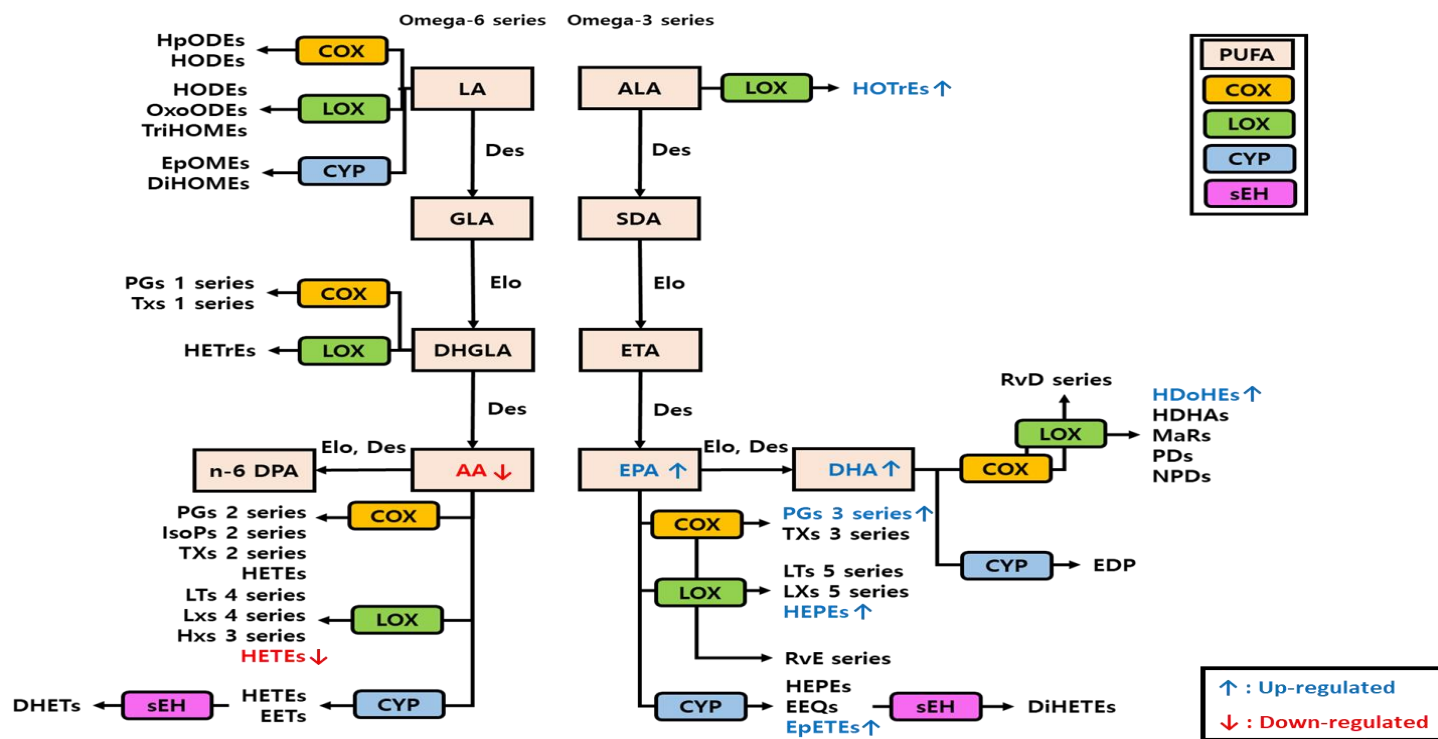 Omega-6 series
Omega-3 series
HpODEs
HODEs
COX
HODEs
OxoODEs
TriHOMEs
LOX
EpOMEs
DiHOMEs
CYP
LA
Des
GLA
Elo
PGs 1 series
Txs 1 series
COX
HETrEs
LOX
DHGLA
Des
n-6 DPA
Elo, Des
AA ↓
PGs 2 series
IsoPs 2 series
TXs 2 series
HETEs
COX
LTs 4 series
Lxs 4 series
Hxs 3 series
HETEs ↓
LOX
DHETs
sEH
HETEs
EETs
CYP
ALA
LOX
HOTrEs ↑
Des
SDA
Elo
ETA
Des
EPA ↑
Elo, Des
DHA ↑
COX
LOX
RvD series
HDoHEs ↑
HDHAs
MaRs
PDs
NPDs
CYP
EDP
COX
PGs 3 series ↑
TXs 3 series
LOX
LTs 5 series
LXs 5 series
HEPEs ↑
RvE series
CYP
HEPEs
EEQs
EpETEs ↑
sEH
DiHETEs
PUFA
COX
LOX
CYP
sEH
↑ : Up-regulated
↓ : Down-regulated